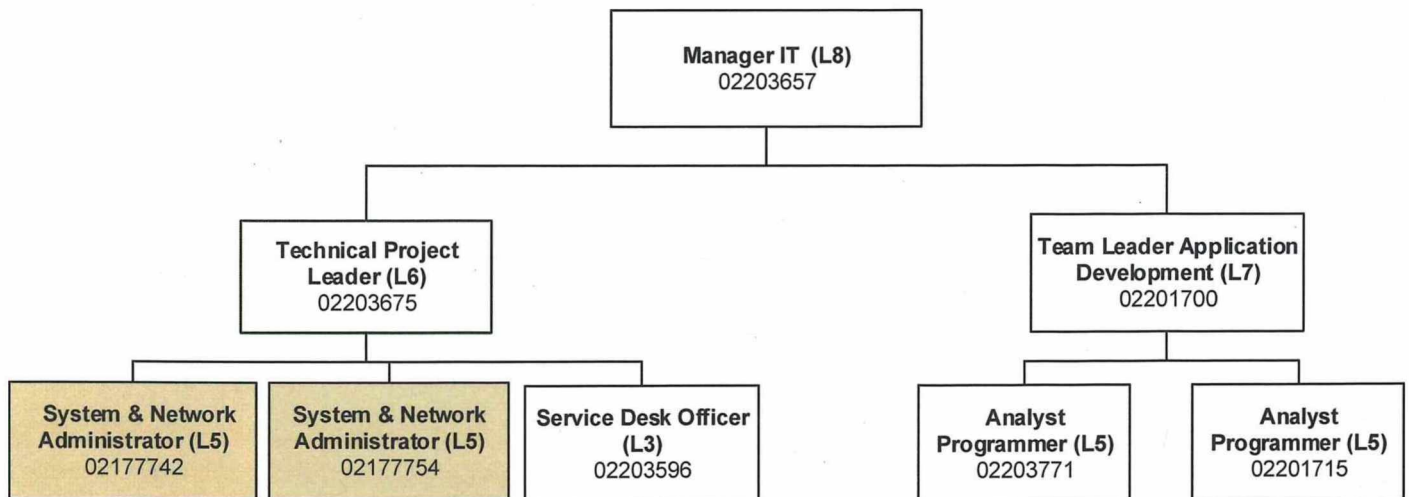 Manager IT (L8)
02203657
Technical Project
Leader (L6)
02203675
Team Leader Application
Development (L7)
02201700
System & Network
Administrator (L5)
02177742
System & Network
Administrator (L5)
02177754
Service Desk Officer
(L3)
02203596
Analyst
Programmer (L5)
02203771
Analyst
Programmer (L5)
02201715